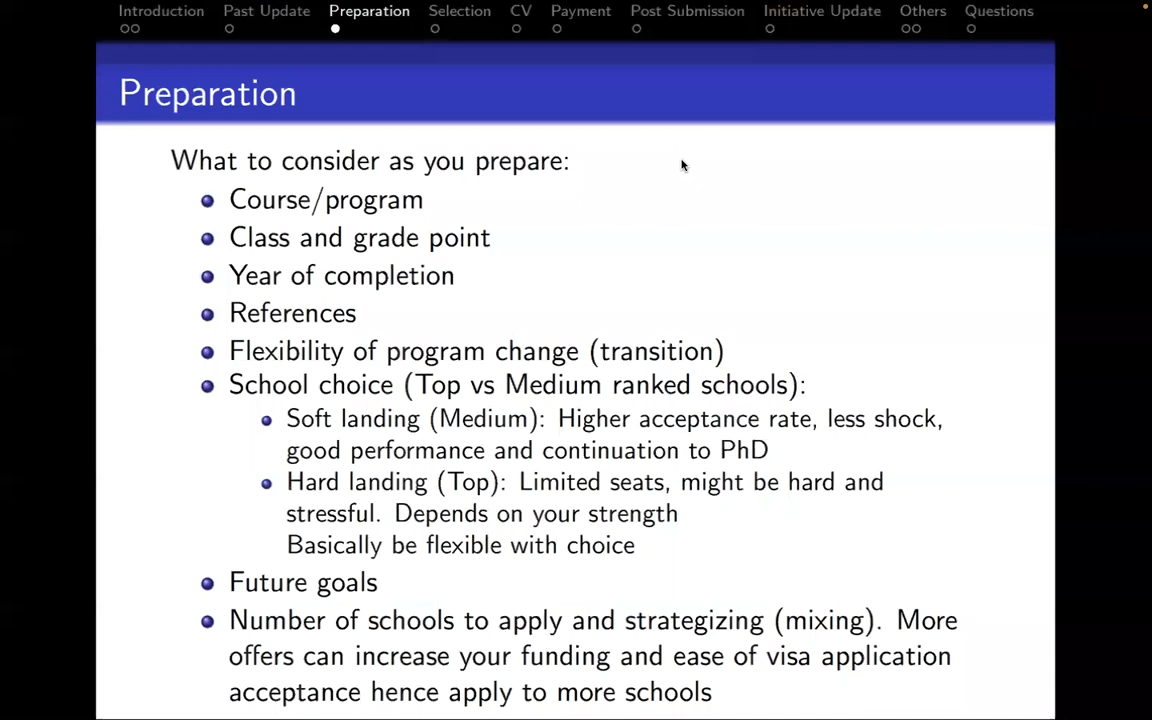 Introduction Past Update Preparation Selection CV Payment Post Submission Initiative Update Others Questions
Preparation
What to consider as you prepare:
Course/program
Class and grade point
Year of completion
References
Flexibility of program change (transition)
School choice (Top vs Medium ranked schools):
Soft landing (Medium): Higher acceptance rate, less shock,
good performance and continuation to PhD
Hard landing (Top): Limited seats, might be hard and
stressful. Depends on your strength
Basically be flexible with choice
Future goals
Number of schools to apply and strategizing (mixing). More
offers can increase your funding and ease of visa application
acceptance hence apply to more schools